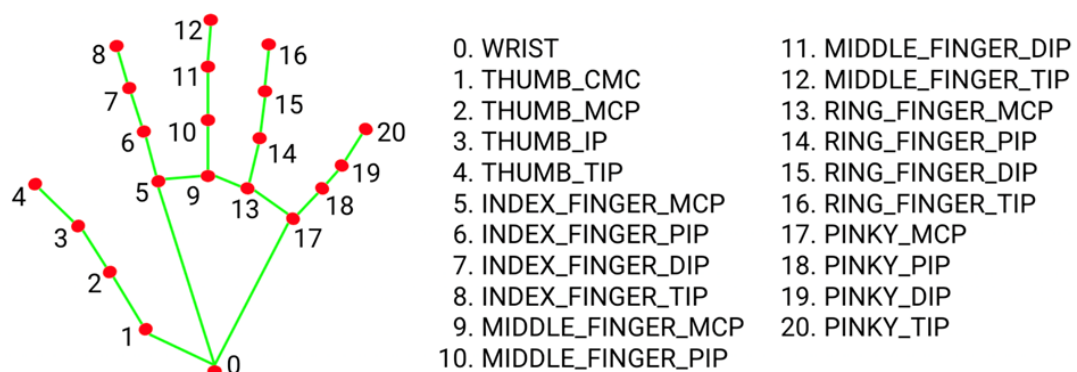 12
8
16
11
7
15
6
10
20
14
19
4
5
9
13
18
3
17
2
1
0
0. WRIST
1. THUMB_CMC
2. THUMB_MCP
3. THUMB_IP
4. THUMB_TIP
5. INDEX_FINGER_MCP
6. INDEX_FINGER_PIP
7. INDEX_FINGER_DIP
8. INDEX_FINGER_TIP
9. MIDDLE_FINGER_MCP
10. MIDDLE_FINGER_PIP
11. MIDDLE_FINGER_DIP
12. MIDDLE_FINGER_TIP
13. RING_FINGER_MCP
14. RING_FINGER_PIP
15. RING_FINGER_DIP
16. RING_FINGER_TIP
17. PINKY_MCP
18. PINKY_PIP
19. PINKY_DIP
20. PINKY_TIP